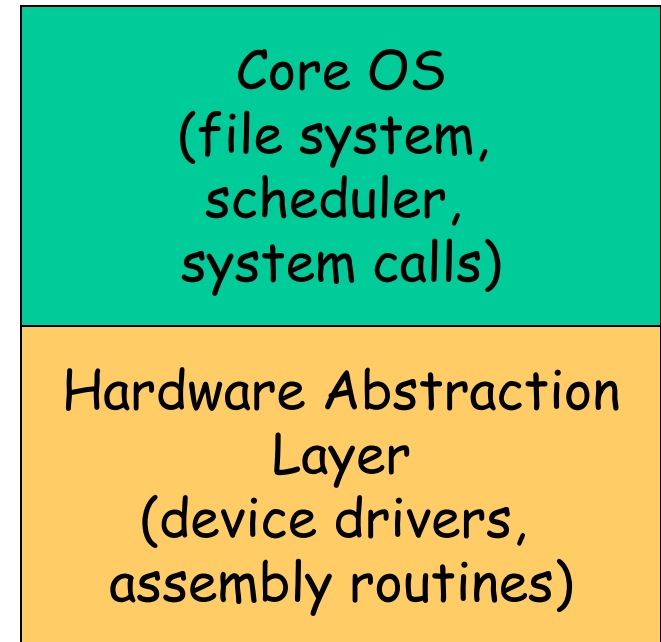 Core OS
(file system,
scheduler,
system calls)
Hardware Abstraction
Layer
(device drivers,
assembly routines)